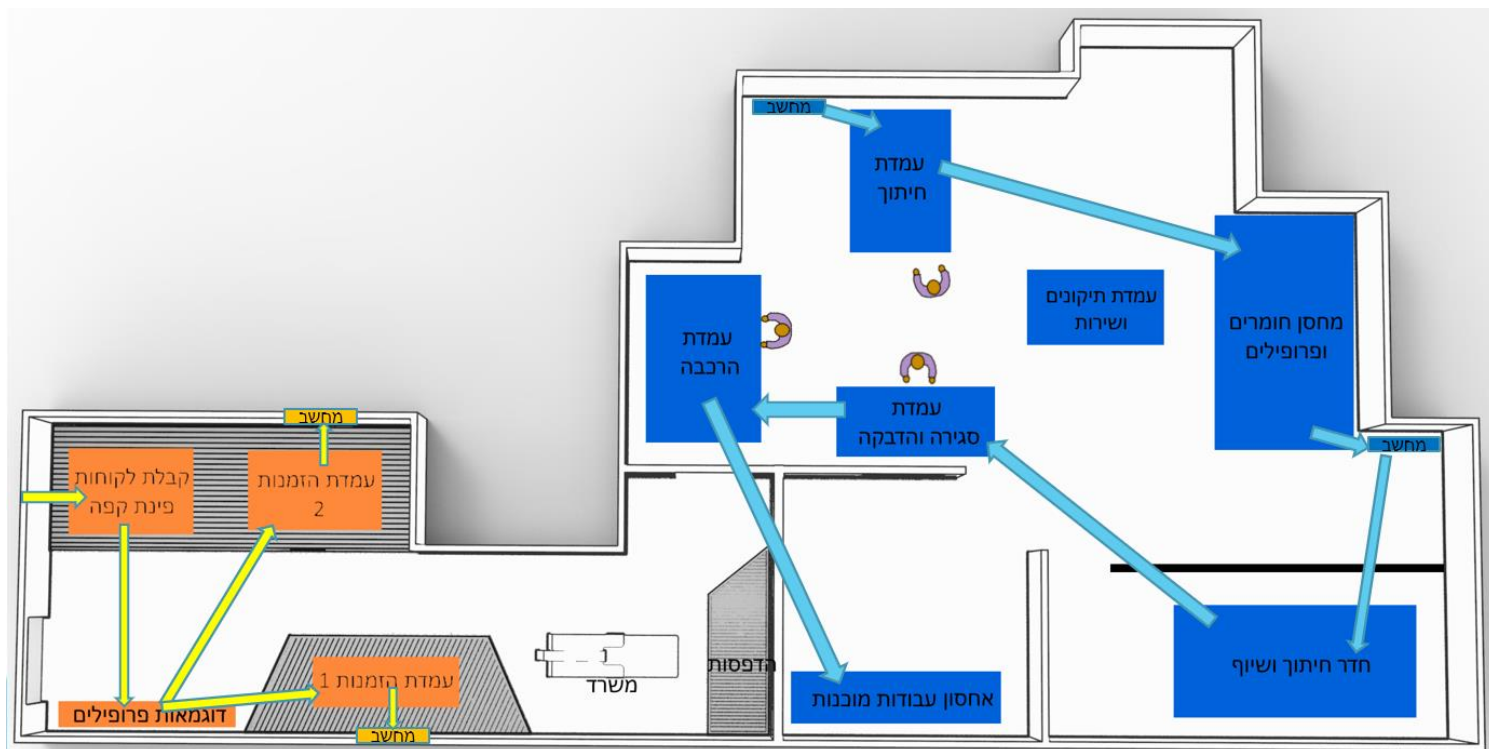 מחשב
עמדת
חיתוך
עמדת תיקונים
ושירות
מחסן חומרים
ופרופילים
עמדת
הרכבה
עמדת
סגירה והדבקה
מחשב
מחשב
קבלת לקוחות
פינת קפה
עמדת הזמנות
2
חדר חיתוך ושיוף
הדפסות
משרד
עמדת הזמנות 1
אחסון עבודות מוכנות
דוגמאות פרופילים
מחשב